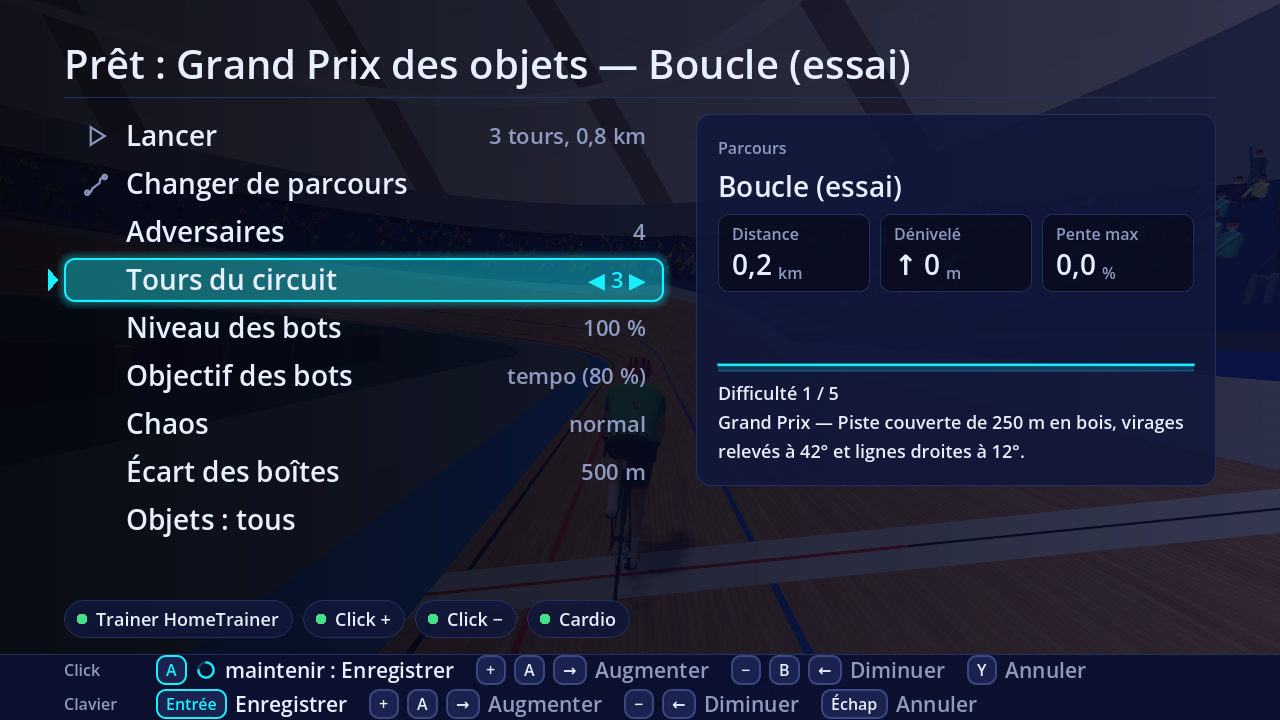 Prêt : Grand Prix des objets — Boucle (essai)
Lancer 3 tours, 0,8 km
Changer de parcours
Adversaires 4
Tours du circuit ◀ 3 ▶
Niveau des bots 100 %
Objectif des bots tempo (80 %)
Chaos normal
Écart des boîtes 500 m
Objets : tous
Parcours
Boucle (essai)
Distance Dénivelé Pente max
0,2 km ↑ 0 m 0,0 %
Difficulté 1 / 5
Grand Prix — Piste couverte de 250 m en bois, virages
relevés à 42° et lignes droites à 12°.
Trainer HomeTrainer Click + Click − Cardio
Click A maintenir : Enregistrer + A → Augmenter − B ← Diminuer Y Annuler
Clavier Entrée Enregistrer + A → Augmenter − ← Diminuer Échap Annuler